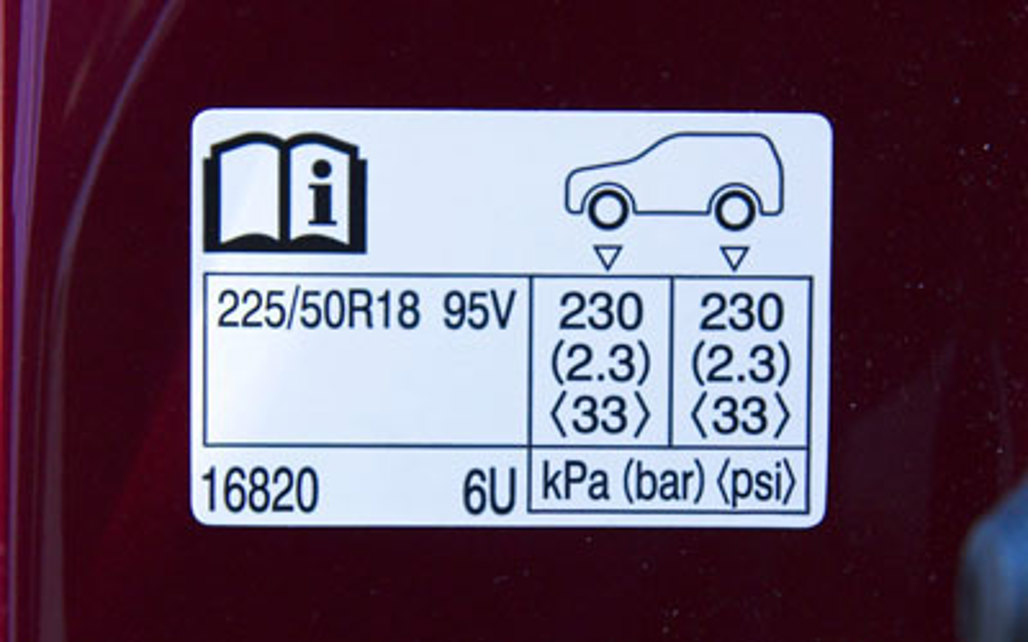 i
225/50R18 95V 230 230
(2.3) (2.3)
〈33〉 〈33〉
16820 6U kPa (bar) 〈psi〉